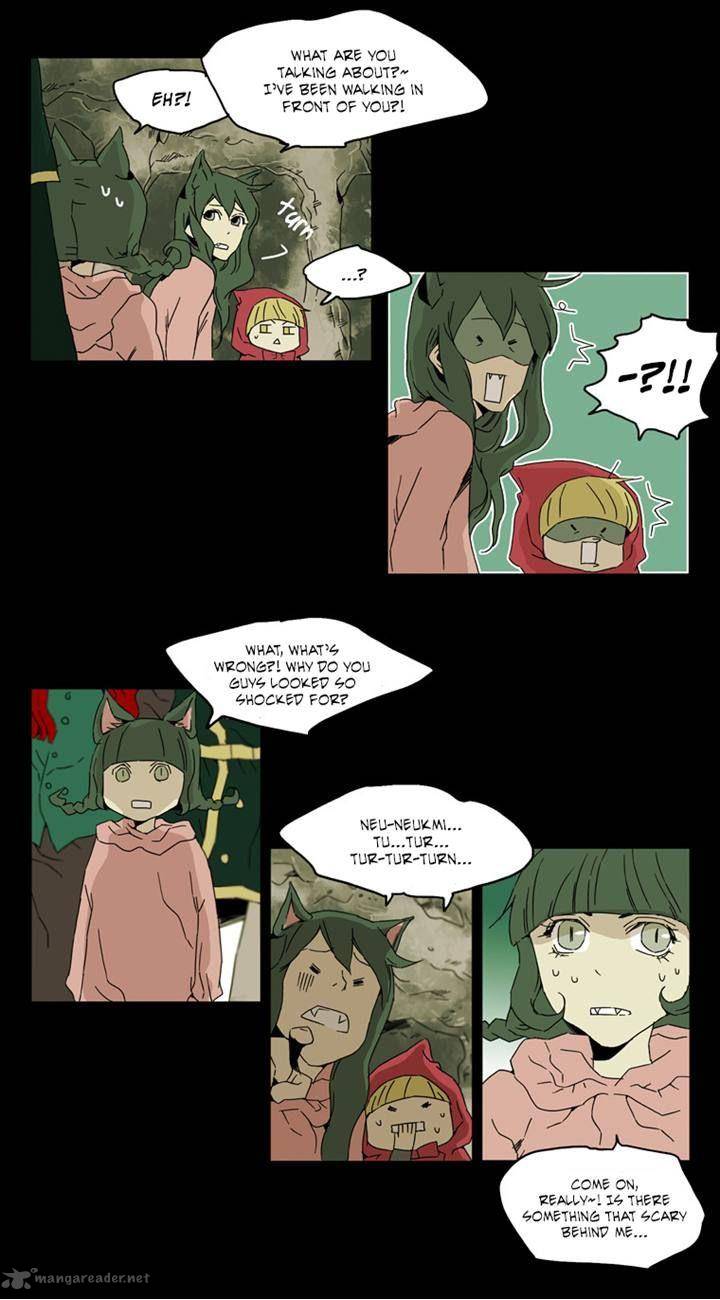 WHAT ARE YOU
TALKING ABOUT?~
I'VE BEEN WALKING IN
FRONT OF YOU?!
EH?!
turn
...?
-?!!
WHAT, WHAT'S
WRONG?! WHY DO YOU
GUYS LOOKED SO
SHOCKED FOR?
NEU-NEUKMI...
TU...TUR...
TUR-TUR-TURN...
COME ON,
REALLY~! IS THERE
SOMETHING THAT SCARY
BEHIND ME...
mangareader.net